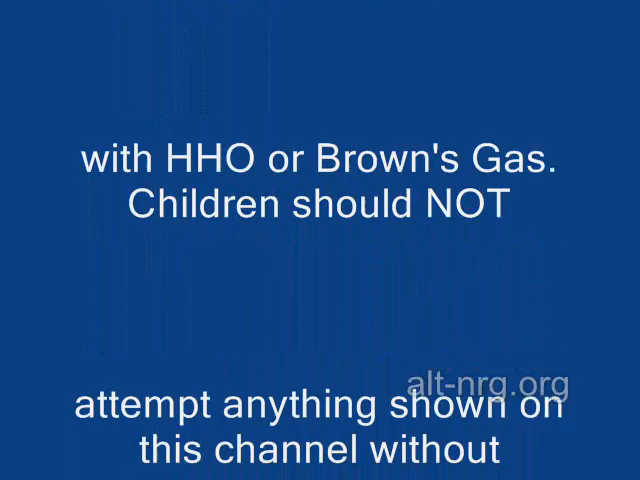 with HHO or Brown's Gas.
Children should NOT
alt-nrg.org
attempt anything shown on
this channel without